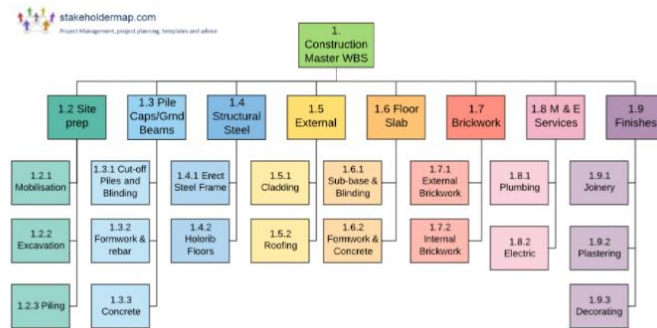 stakeholdermap.com
Project Management, project planning, templates and advice
1.
Construction
Master WBS
1.2 Site
prep
1.3 Pile
Caps/Grnd
Beams
1.4
Structural
Steel
1.5
External
1.6 Floor
Slab
1.7
Brickwork
1.8 M & E
Services
1.9
Finishes
1.2.1
Mobilisation
1.3.1 Cut-off
Piles and
Blinding
1.4.1 Erect
Steel Frame
1.5.1
Cladding
1.6.1
Sub-base &
Blinding
1.7.1
External
Brickwork
1.8.1
Plumbing
1.9.1
Joinery
1.2.2
Excavation
1.3.2
Formwork &
rebar
1.4.2
Holorib
Floors
1.5.2
Roofing
1.6.2
Formwork &
Concrete
1.7.2
Internal
Brickwork
1.8.2
Electric
1.9.2
Plastering
1.2.3 Piling
1.3.3
Concrete
1.9.3
Decorating